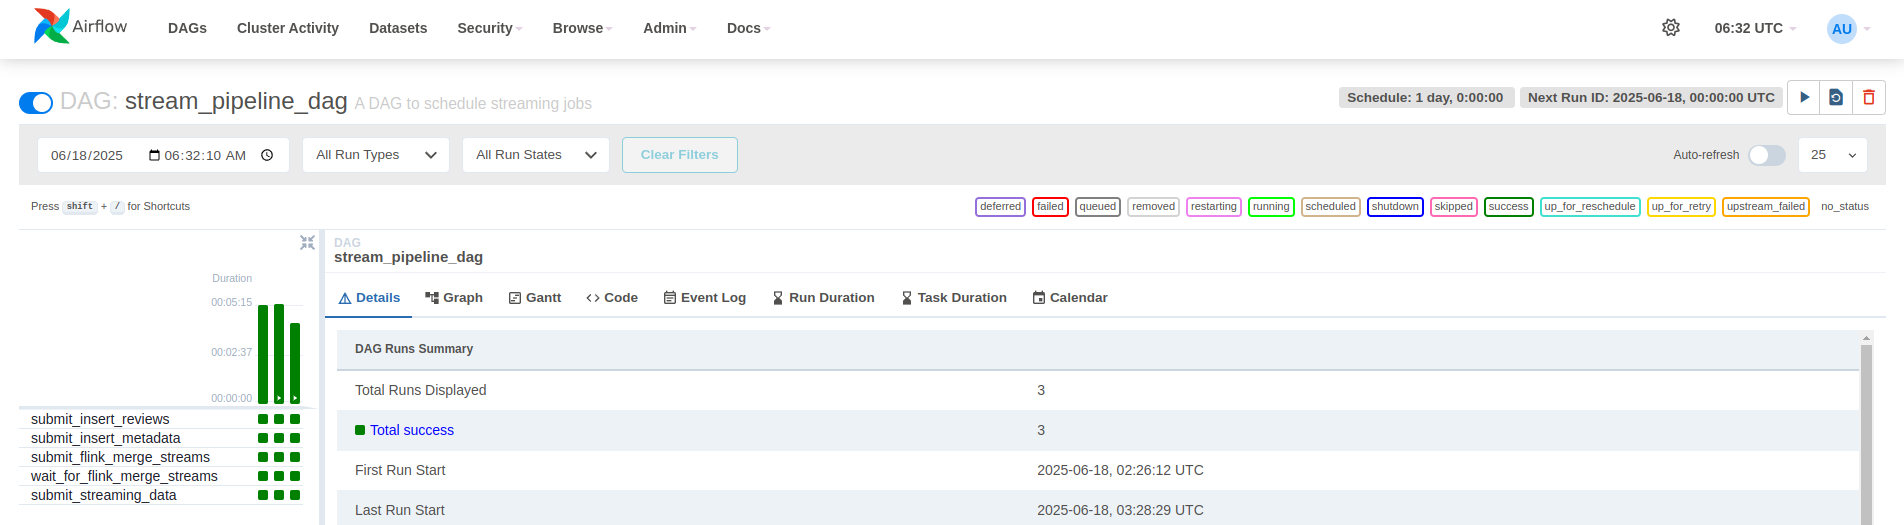 Airflow DAGs Cluster Activity Datasets Security Browse Admin Docs 06:32 UTC AU
DAG: stream_pipeline_dag A DAG to schedule streaming jobs Schedule: 1 day, 0:00:00 Next Run ID: 2025-06-18, 00:00:00 UTC
06/18/2025 06:32:10 AM All Run Types All Run States Clear Filters Auto-refresh 25
Press shift + / for Shortcuts deferred failed queued removed restarting running scheduled shutdown skipped success up_for_reschedule up_for_retry upstream_failed no_status
DAG
stream_pipeline_dag
Duration
00:05:15
00:02:37
00:00:00
submit_insert_reviews
submit_insert_metadata
submit_flink_merge_streams
wait_for_flink_merge_streams
submit_streaming_data
Details Graph Gantt Code Event Log Run Duration Task Duration Calendar
DAG Runs Summary
Total Runs Displayed 3
Total success 3
First Run Start 2025-06-18, 02:26:12 UTC
Last Run Start 2025-06-18, 03:28:29 UTC